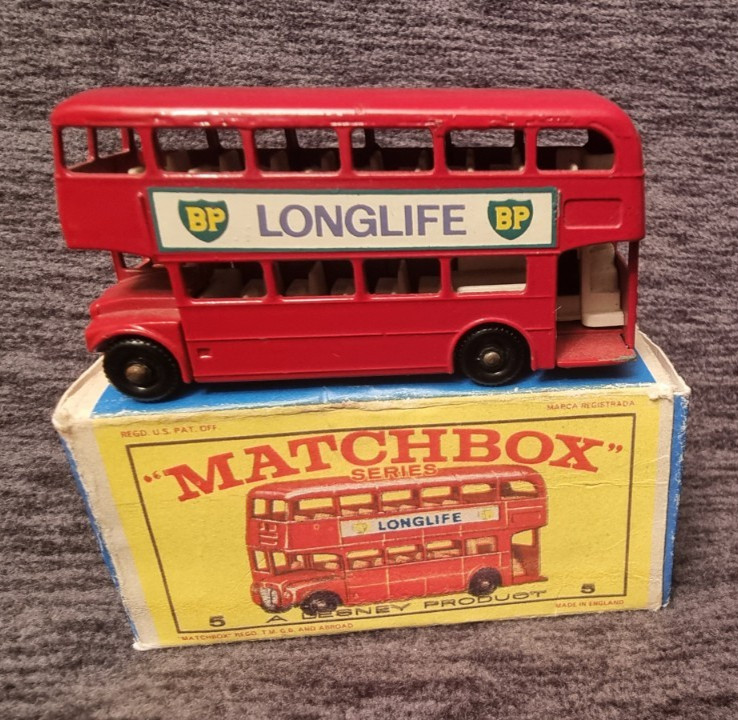 BP LONGLIFE BP
REGD. U.S. PAT. OFF.
MARCA REGISTRADA
"MATCHBOX"
SERIES
LONGLIFE
5 A LESNEY PRODUCT 5
"MATCHBOX" REGD. T.M. G.B. AND ABROAD
MADE IN ENGLAND